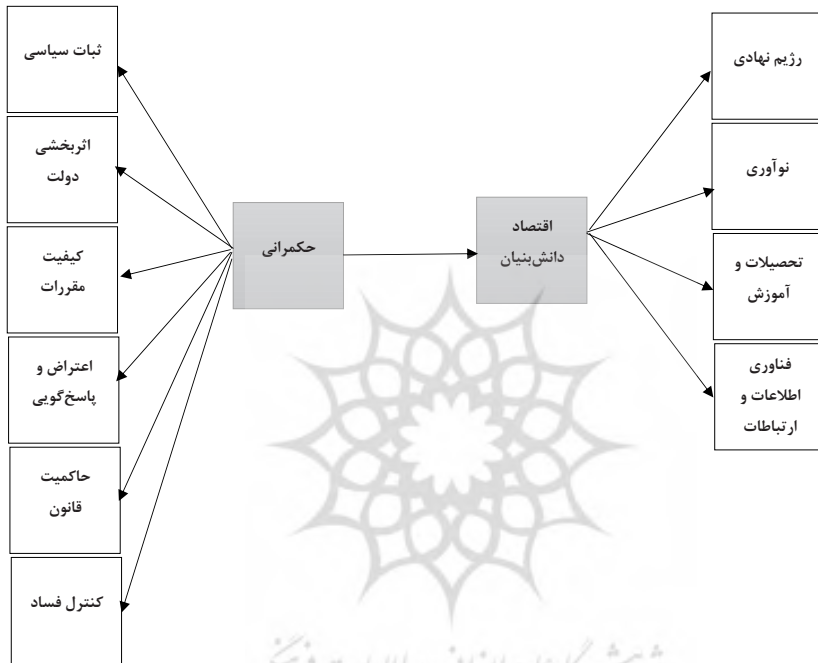 ثبات سیاسی
اثربخشی
دولت
کیفیت
مقررات
اعتراض و
پاسخ‌گویی
حاکمیت
قانون
کنترل فساد
حکمرانی
اقتصاد
دانش‌بنیان
رژیم نهادی
نوآوری
تحصیلات و
آموزش
فناوری
اطلاعات و
ارتباطات